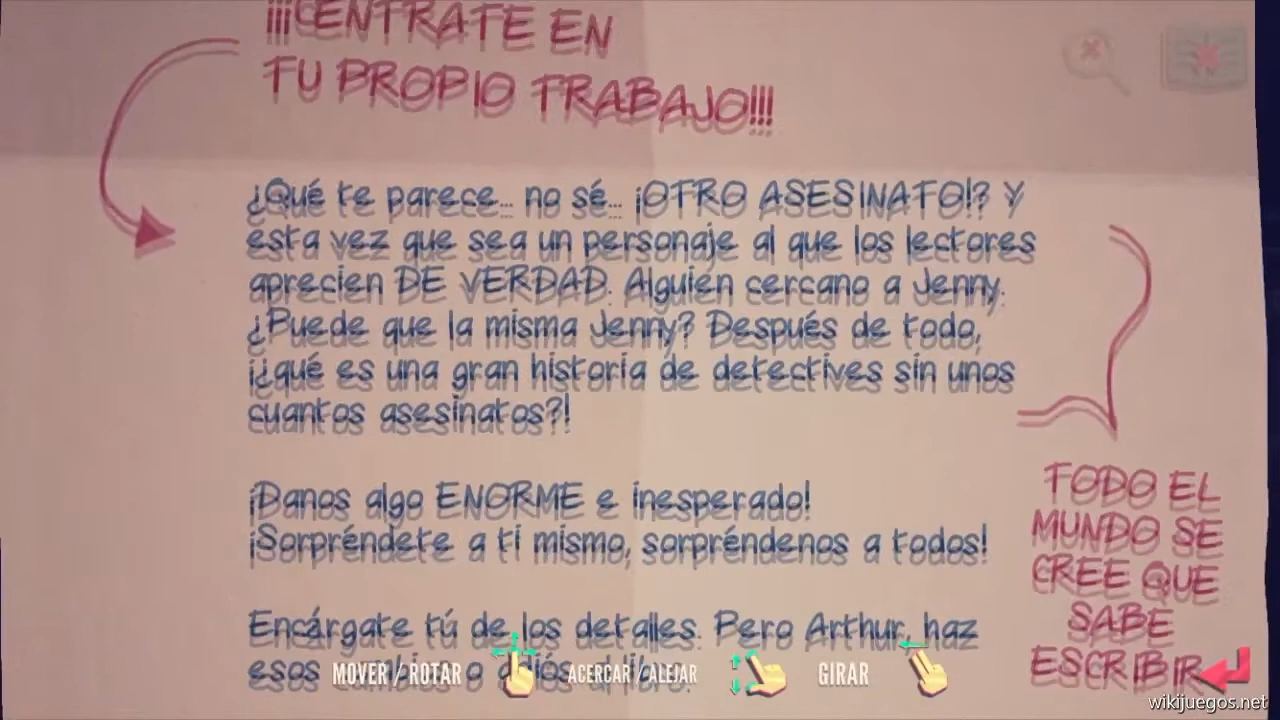 ¡¡¡CÉNTRATE EN
TU PROPIO TRABAJO!!!
¿Qué te parece... no sé... ¡OTRO ASESINATO!? Y
esta vez que sea un personaje al que los lectores
aprecien DE VERDAD. Alguien cercano a Jenny.
¿Puede que la misma Jenny? Después de todo,
¡¿qué es una gran historia de detectives sin unos
cuantos asesinatos?!
¡Danos algo ENORME e inesperado!
¡Sorpréndete a ti mismo, sorpréndenos a todos!
TODO EL
MUNDO SE
CREE QUE
SABE
ESCRIBIR
Encárgate tú de los detalles. Pero Arthur, haz
esos
MOVER / ROTAR
ACERCAR / ALEJAR
GIRAR
wikijuegos.net